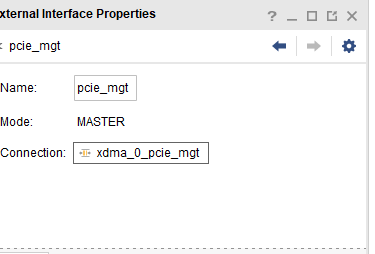 xternal Interface Properties
pcie_mgt
Name: pcie_mgt
Mode: MASTER
Connection: xdma_0_pcie_mgt